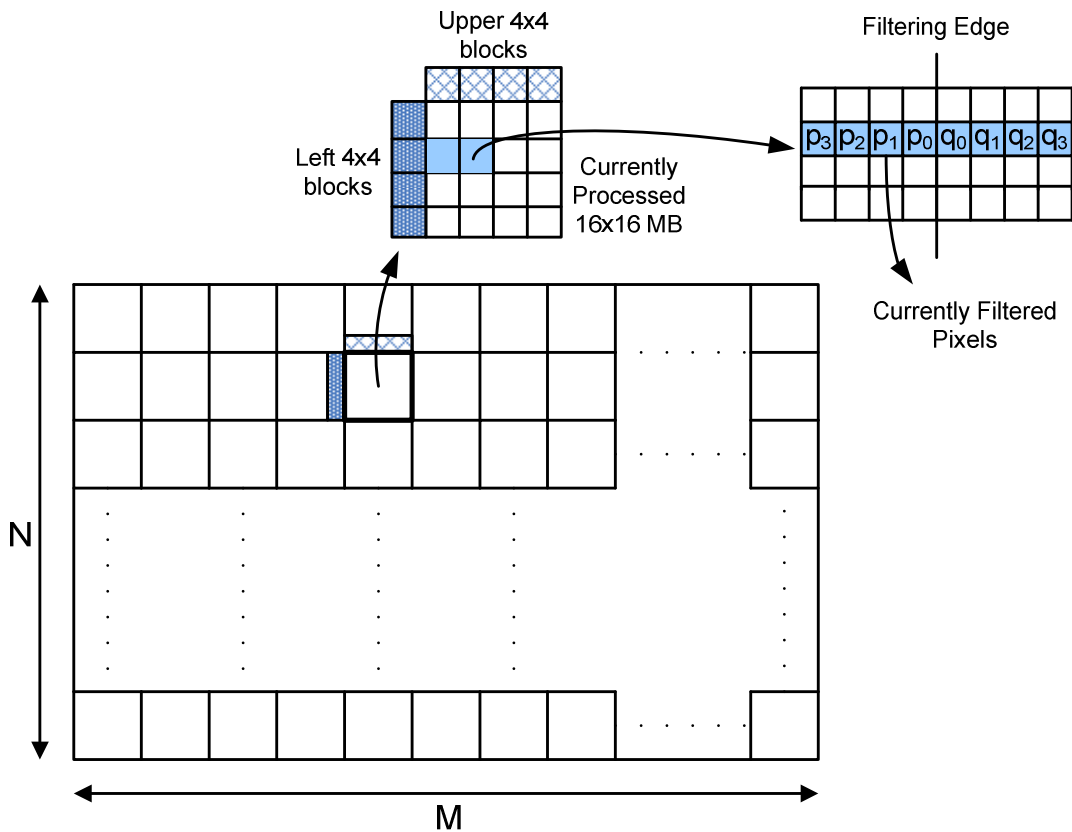 Upper 4x4
blocks
Filtering Edge
p3 p2 p1 p0 q0 q1 q2 q3
Left 4x4
blocks
Currently
Processed
16x16 MB
Currently Filtered
Pixels
N
M